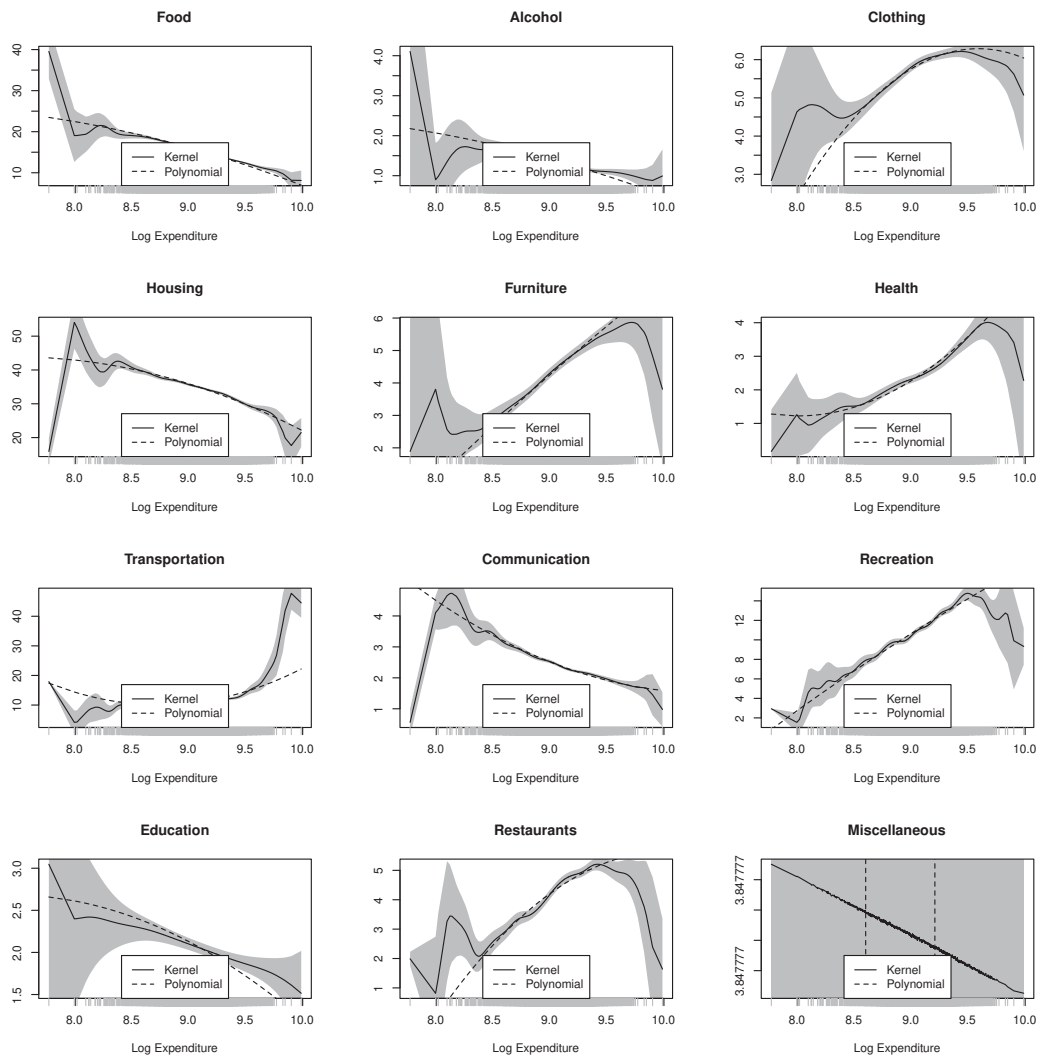 Food
40
30
20
10
Kernel
Polynomial
8.0 8.5 9.0 9.5 10.0
Log Expenditure
Alcohol
4.0
3.0
2.0
1.0
Kernel
Polynomial
8.0 8.5 9.0 9.5 10.0
Log Expenditure
Clothing
6.0
5.0
4.0
3.0
Kernel
Polynomial
8.0 8.5 9.0 9.5 10.0
Log Expenditure
Housing
50
40
30
20
Kernel
Polynomial
8.0 8.5 9.0 9.5 10.0
Log Expenditure
Furniture
6
5
4
3
2
Kernel
Polynomial
8.0 8.5 9.0 9.5 10.0
Log Expenditure
Health
4
3
2
1
Kernel
Polynomial
8.0 8.5 9.0 9.5 10.0
Log Expenditure
Transportation
40
30
20
10
Kernel
Polynomial
8.0 8.5 9.0 9.5 10.0
Log Expenditure
Communication
4
3
2
1
Kernel
Polynomial
8.0 8.5 9.0 9.5 10.0
Log Expenditure
Recreation
12
8
6
4
2
Kernel
Polynomial
8.0 8.5 9.0 9.5 10.0
Log Expenditure
Education
3.0
2.5
2.0
1.5
Kernel
Polynomial
8.0 8.5 9.0 9.5 10.0
Log Expenditure
Restaurants
5
4
3
2
1
Kernel
Polynomial
8.0 8.5 9.0 9.5 10.0
Log Expenditure
Miscellaneous
3.847777
3.847777
Kernel
Polynomial
8.0 8.5 9.0 9.5 10.0
Log Expenditure